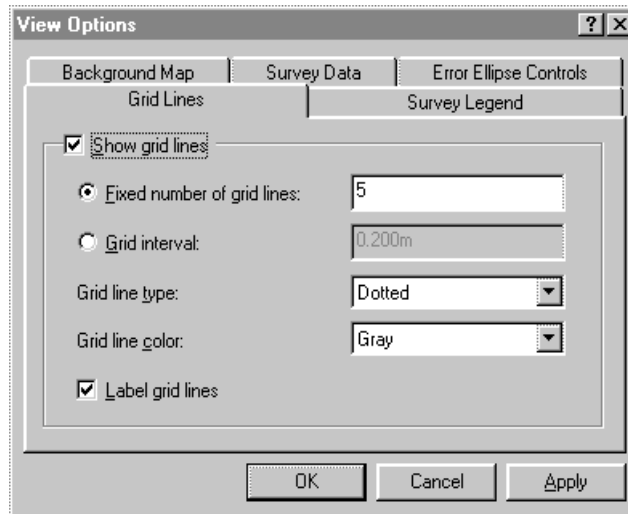 View Options
Background Map Survey Data Error Ellipse Controls
Grid Lines Survey Legend
Show grid lines
Fixed number of grid lines: 5
Grid interval: 0.200m
Grid line type: Dotted
Grid line color: Gray
Label grid lines
OK Cancel Apply